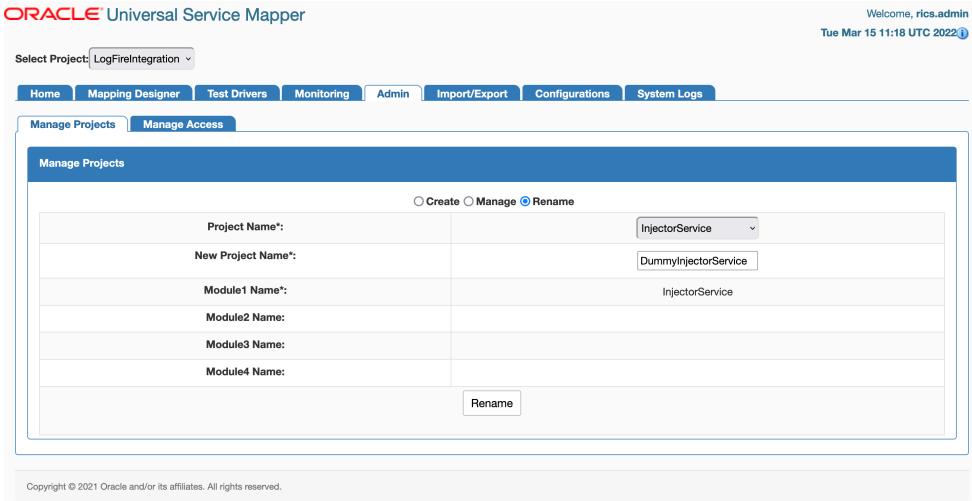 ORACLE® Universal Service Mapper
Welcome, rics.admin
Tue Mar 15 11:18 UTC 2022
Select Project: LogFireIntegration
Home Mapping Designer Test Drivers Monitoring Admin Import/Export Configurations System Logs
Manage Projects Manage Access
Manage Projects
Create Manage Rename
Project Name*: InjectorService
New Project Name*: DummyInjectorService
Module1 Name*: InjectorService
Module2 Name:
Module3 Name:
Module4 Name:
Rename
Copyright © 2021 Oracle and/or its affiliates. All rights reserved.